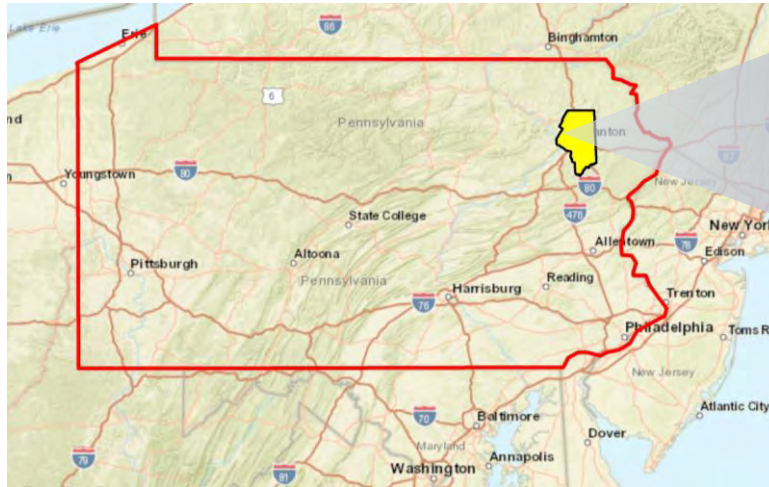 Lake Erie
Erie
86
Binghamton
6
Pennsylvania
nton
nd
Youngstown
80
80
New Jersey
State College
476
New York
Allentown
78
Edison
Altoona
Pittsburgh
Pennsylvania
Reading
Harrisburg
76
Trenton
Philadelphia
Toms R
New Jersey
70
Baltimore
Atlantic City
Dover
79
Maryland
Annapolis
81
Washington